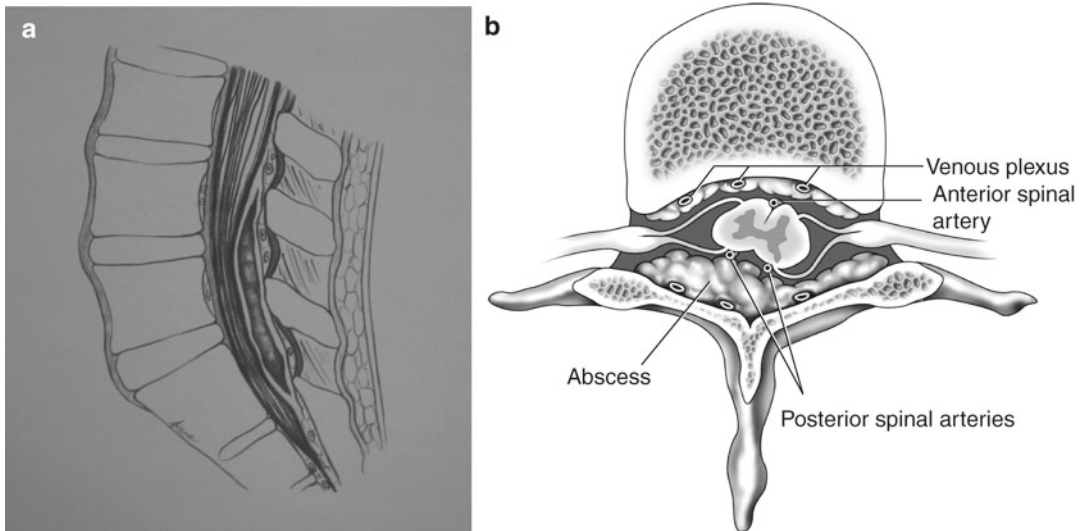 a
b
Venous plexus
Anterior spinal
artery
Abscess
Posterior spinal arteries